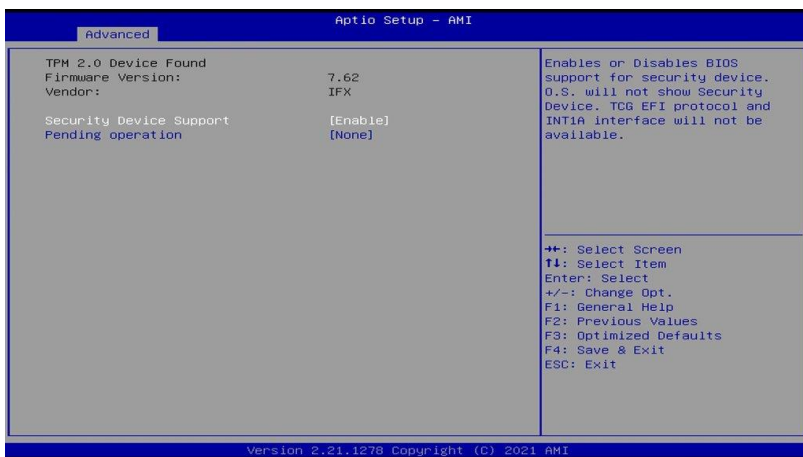 Aptio Setup - AMI
Advanced
TPM 2.0 Device Found
Firmware Version: 7.62
Vendor: IFX
Security Device Support [Enable]
Pending operation [None]
Enables or Disables BIOS
support for security device.
O.S. will not show Security
Device. TCG EFI protocol and
INT1A interface will not be
available.
→←: Select Screen
↑↓: Select Item
Enter: Select
+/-: Change Opt.
F1: General Help
F2: Previous Values
F3: Optimized Defaults
F4: Save & Exit
ESC: Exit
Version 2.21.1278 Copyright (C) 2021 AMI